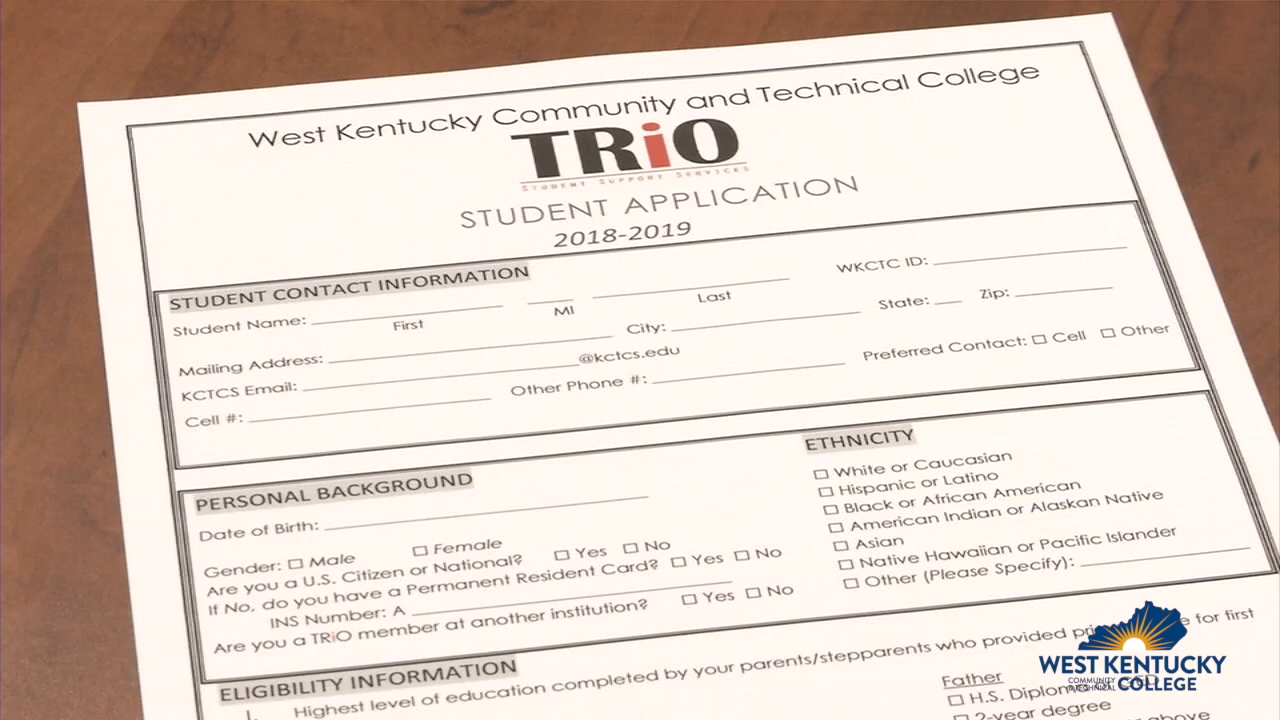 West Kentucky Community and Technical College
TRiO
STUDENT SUPPORT SERVICES
STUDENT APPLICATION
2018-2019
STUDENT CONTACT INFORMATION
Student Name: First MI Last WKCTC ID:
Mailing Address: City: State: Zip:
KCTCS Email: @kctcs.edu
Cell #: Other Phone #: Preferred Contact: Cell Other
PERSONAL BACKGROUND
Date of Birth:
Gender: Male Female
Are you a U.S. Citizen or National? Yes No
If No, do you have a Permanent Resident Card? Yes No
INS Number: A
Are you a TRiO member at another institution? Yes No
ETHNICITY
White or Caucasian
Hispanic or Latino
Black or African American
American Indian or Alaskan Native
Asian
Native Hawaiian or Pacific Islander
Other (Please Specify):
ELIGIBILITY INFORMATION
1. Highest level of education completed by your parents/stepparents who provided for first
Father
H.S.
2-year degree
above
WEST KENTUCKY
COMMUNITY & TECHNICAL COLLEGE